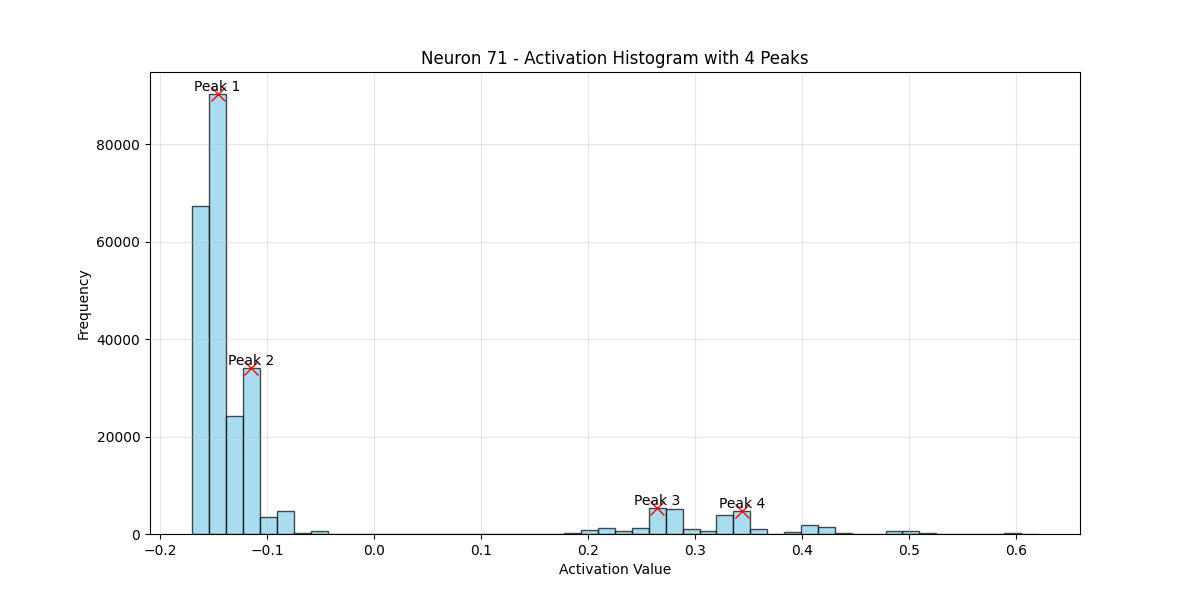 Neuron 71 - Activation Histogram with 4 Peaks
Peak 1
80000
60000
Frequency
40000
Peak 2
20000
Peak 3
Peak 4
0
−0.2
−0.1
0.0
0.1
0.2
0.3
0.4
0.5
0.6
Activation Value